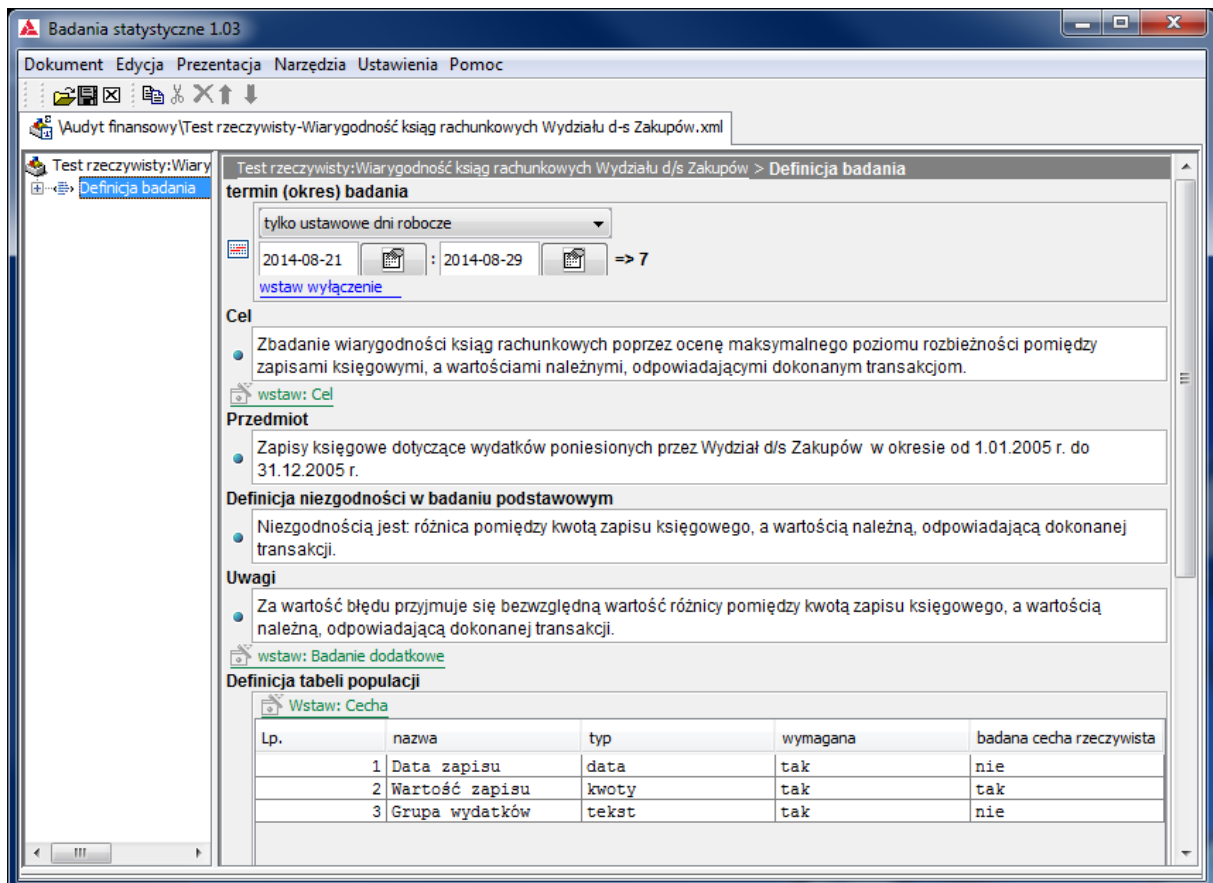 Badania statystyczne 1.03
Dokument Edycja Prezentacja Narzędzia Ustawienia Pomoc
\Audyt finansowy\Test rzeczywisty-Wiarygodność ksiąg rachunkowych Wydziału d-s Zakupów.xml
Test rzeczywisty:Wiary
Definicja badania
Test rzeczywisty:Wiarygodność ksiąg rachunkowych Wydziału d/s Zakupów > Definicja badania
termin (okres) badania
tylko ustawowe dni robocze
2014-08-21 : 2014-08-29 => 7
wstaw wyłączenie
Cel
Zbadanie wiarygodności ksiąg rachunkowych poprzez ocenę maksymalnego poziomu rozbieżności pomiędzy
zapisami księgowymi, a wartościami należnymi, odpowiadającymi dokonanym transakcjom.
wstaw: Cel
Przedmiot
Zapisy księgowe dotyczące wydatków poniesionych przez Wydział d/s Zakupów w okresie od 1.01.2005 r. do
31.12.2005 r.
Definicja niezgodności w badaniu podstawowym
Niezgodnością jest: różnica pomiędzy kwotą zapisu księgowego, a wartością należną, odpowiadającą dokonanej
transakcji.
Uwagi
Za wartość błędu przyjmuje się bezwzględną wartość różnicy pomiędzy kwotą zapisu księgowego, a wartością
należną, odpowiadającą dokonanej transakcji.
wstaw: Badanie dodatkowe
Definicja tabeli populacji
Wstaw: Cecha
Lp. nazwa typ wymagana badana cecha rzeczywista
1 Data zapisu data tak nie
2 Wartość zapisu kwoty tak tak
3 Grupa wydatków tekst tak nie